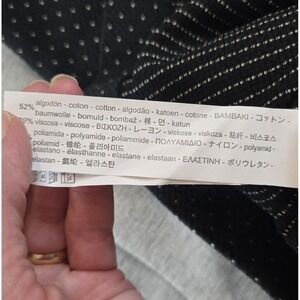 52% algodón - coton - cotton - algodão - katoen - cotone - ΒΑΜΒΑΚΙ - コットン -
baumwolle - bomuld - bombaž - 棉 - 면 - katun
viscosa - viscose - ΒΙΣΚΟΖΗ - レーヨン - viskose - viskoza - 粘纤 - 비스코스
poliamida - polyamide - poliammide - ΠΟΛΥΑΜΙΔΙΟ - ナイロン - polyamid -
poliamid - 锦纶 - 폴리아미드
elastano - élasthanne - elastane - elastaan - ΕΛΑΣΤΙΝΗ - ポリウレタン -
elastan - 氨纶 - 엘라스탄